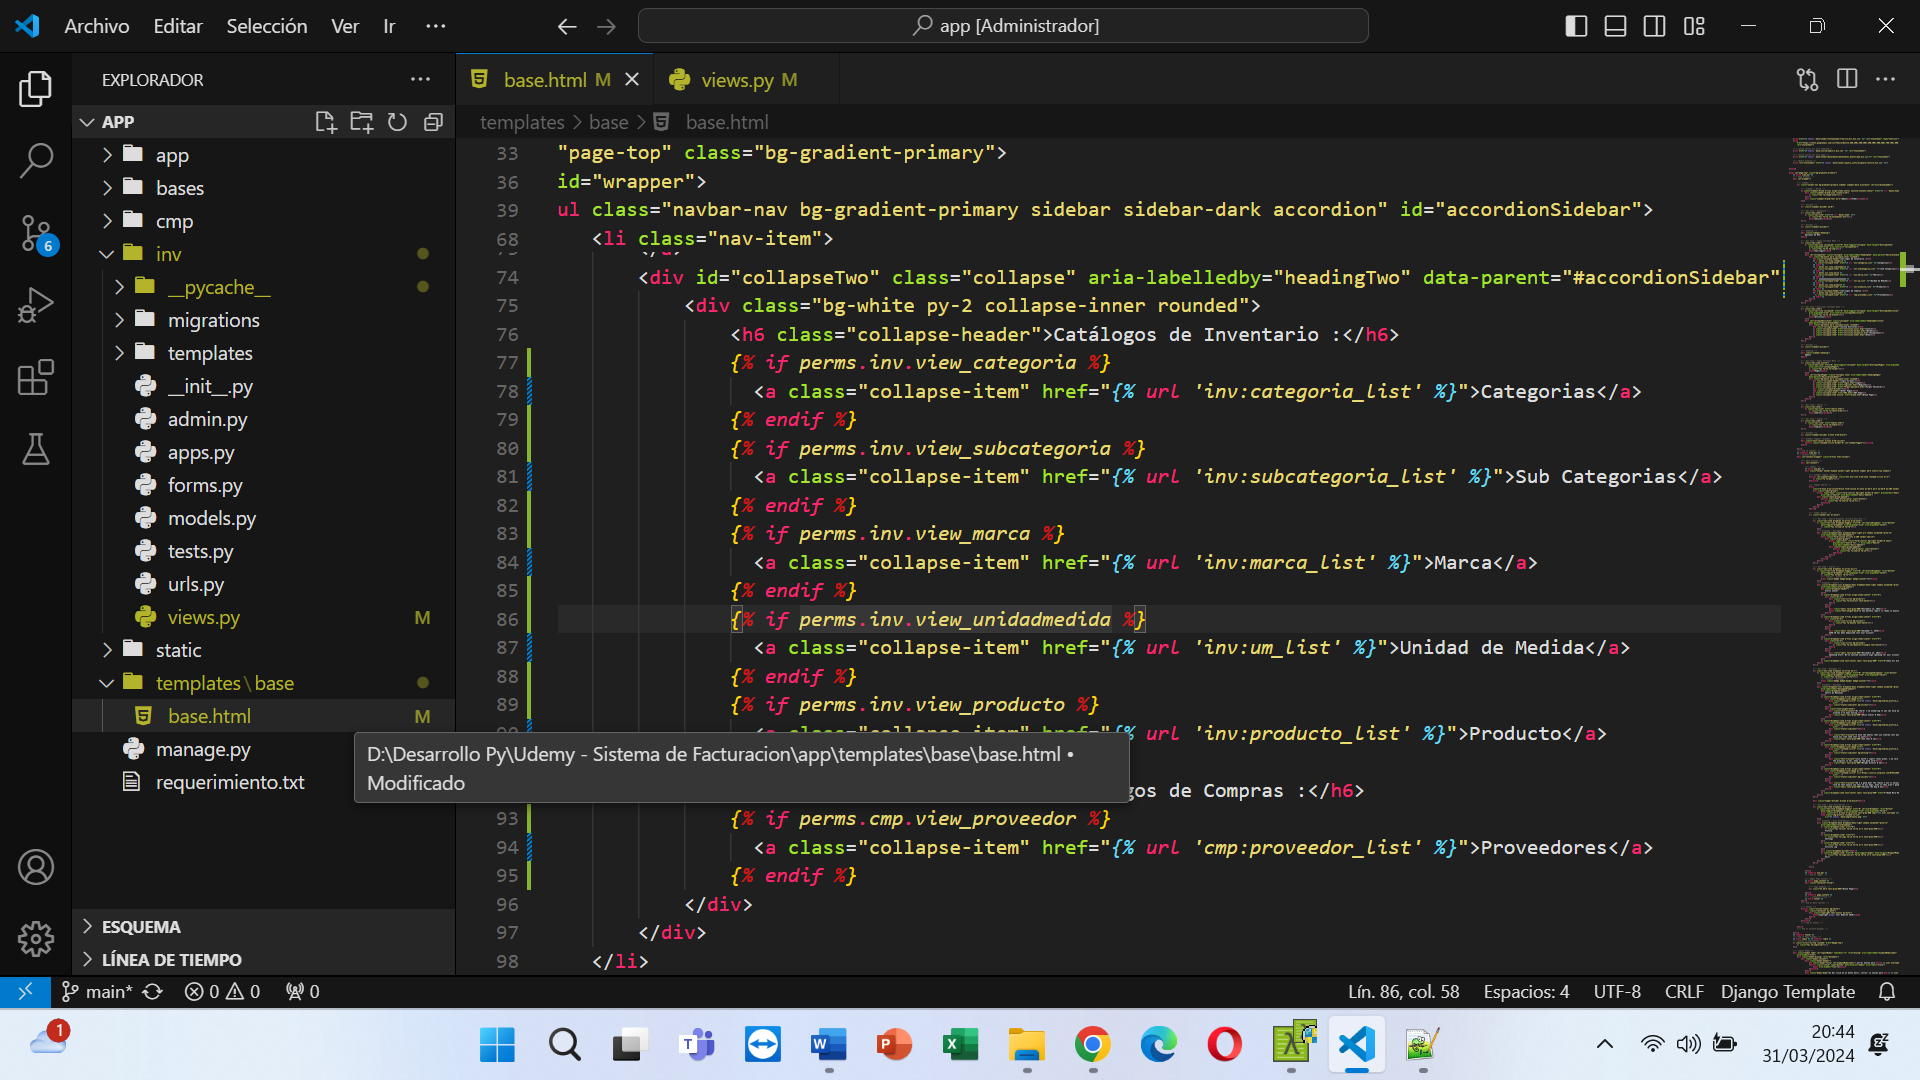 Archivo Editar Selección Ver Ir ···
app [Administrador]
EXPLORADOR
APP
app
bases
cmp
inv
__pycache__
migrations
templates
__init__.py
admin.py
apps.py
forms.py
models.py
tests.py
urls.py
views.py M
static
templates\base
base.html M
manage.py
requerimiento.txt
ESQUEMA
LÍNEA DE TIEMPO
6
base.html M
views.py M
templates > base > base.html
33 "page-top" class="bg-gradient-primary">
36 id="wrapper">
39 ul class="navbar-nav bg-gradient-primary sidebar sidebar-dark accordion" id="accordionSidebar">
68 <li class="nav-item">
74 <div id="collapseTwo" class="collapse" aria-labelledby="headingTwo" data-parent="#accordionSidebar"
75 <div class="bg-white py-2 collapse-inner rounded">
76 <h6 class="collapse-header">Catálogos de Inventario :</h6>
77 {% if perms.inv.view_categoria %}
78 <a class="collapse-item" href="{% url 'inv:categoria_list' %}">Categorias</a>
79 {% endif %}
80 {% if perms.inv.view_subcategoria %}
81 <a class="collapse-item" href="{% url 'inv:subcategoria_list' %}">Sub Categorias</a>
82 {% endif %}
83 {% if perms.inv.view_marca %}
84 <a class="collapse-item" href="{% url 'inv:marca_list' %}">Marca</a>
85 {% endif %}
86 {% if perms.inv.view_unidadmedida %}
87 <a class="collapse-item" href="{% url 'inv:um_list' %}">Unidad de Medida</a>
88 {% endif %}
89 {% if perms.inv.view_producto %}
{% url 'inv:producto_list' %}">Producto</a>
D:\Desarrollo Py\Udemy - Sistema de Facturacion\app\templates\base\base.html •
Modificado
gos de Compras :</h6>
93 {% if perms.cmp.view_proveedor %}
94 <a class="collapse-item" href="{% url 'cmp:proveedor_list' %}">Proveedores</a>
95 {% endif %}
96 </div>
97 </div>
98 </li>
main* 0 0 0
Lín. 86, col. 58 Espacios: 4 UTF-8 CRLF Django Template
1
20:44
31/03/2024